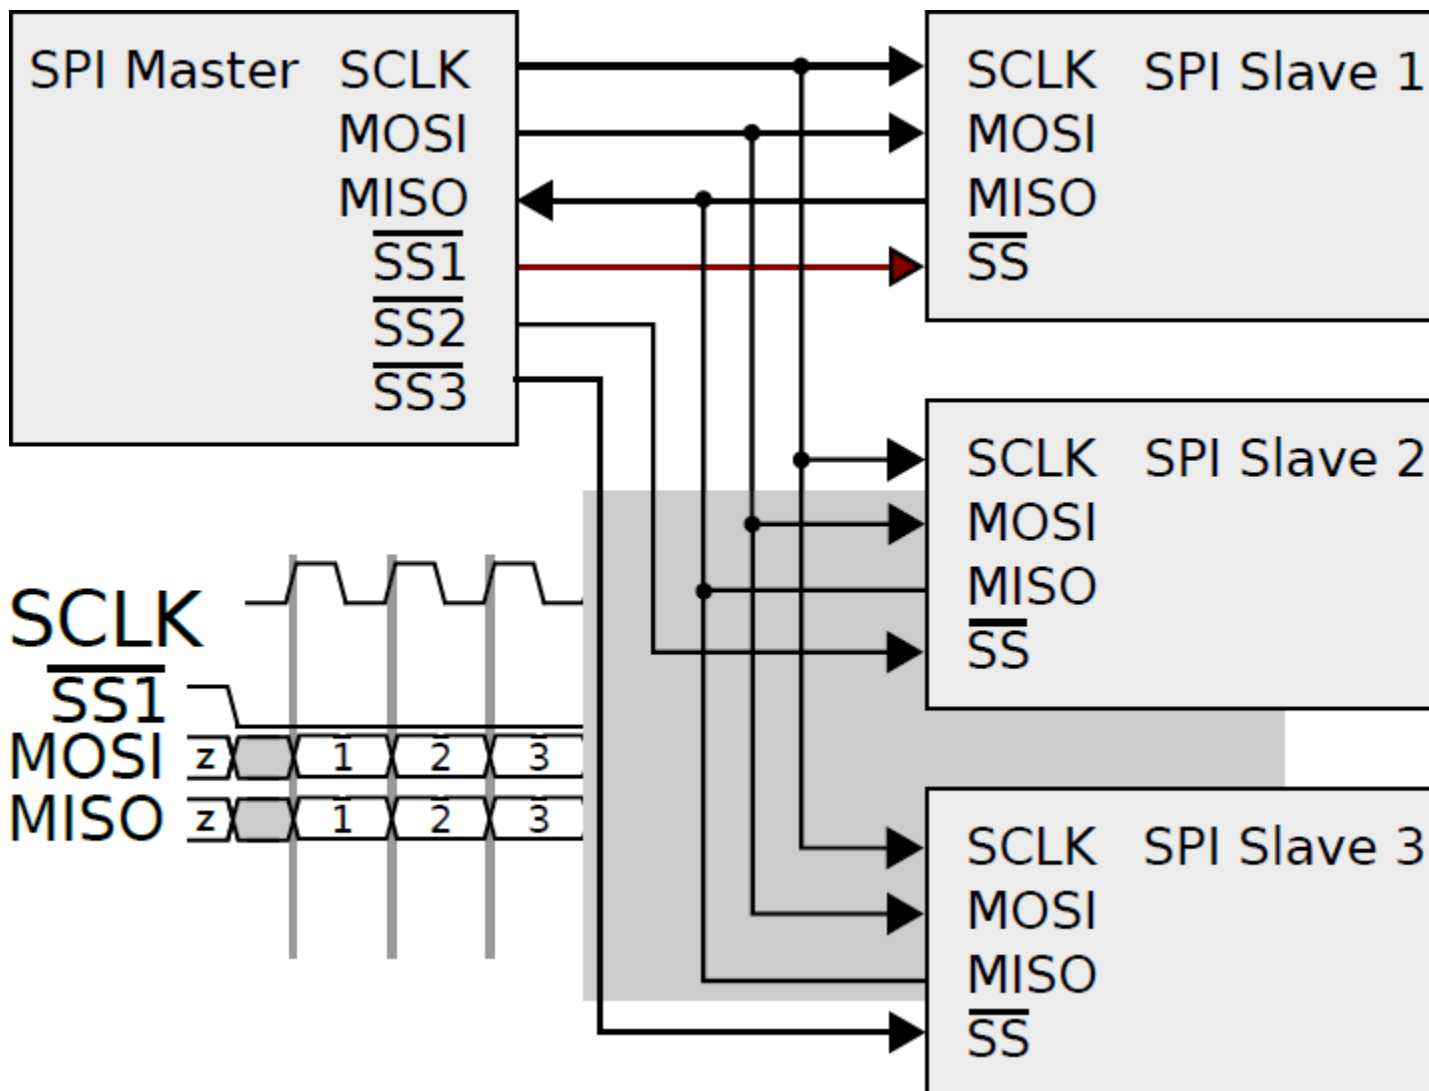 SPI Master SCLK
MOSI
MISO
SS1
SS2
SS3
SCLK SPI Slave 1
MOSI
MISO
SS
SCLK SPI Slave 2
MOSI
MISO
SS
SCLK SPI Slave 3
MOSI
MISO
SS
SCLK
SS1
MOSI z 1 2 3
MISO z 1 2 3